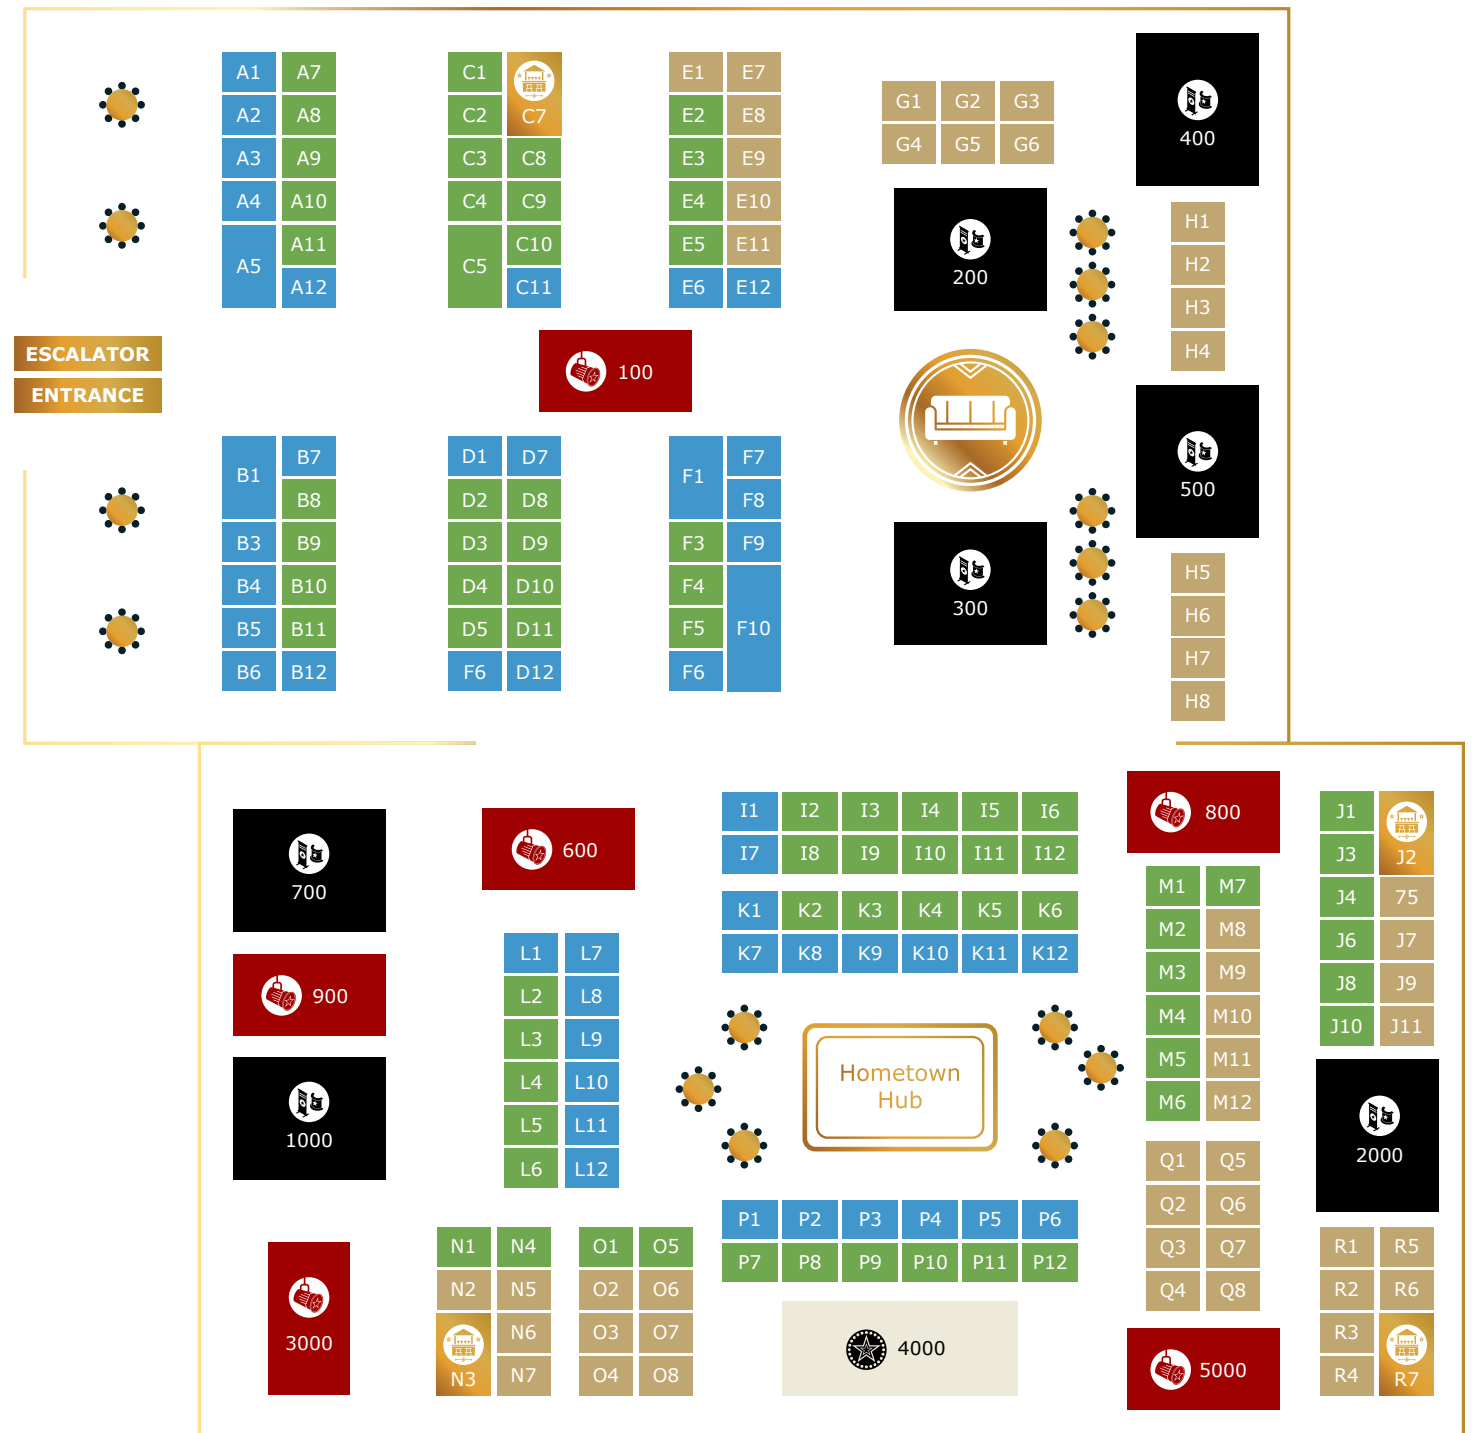 A1 A7
A2 A8
A3 A9
A4 A10
A5 A11
A12
C1 C7
C2
C3 C8
C4 C9
C5 C10
C11
E1 E7
E2 E8
E3 E9
E4 E10
E5 E11
E6 E12
G1 G2 G3
G4 G5 G6
400
200
H1
H2
H3
H4
ESCALATOR
ENTRANCE
100
500
B1 B7
B8
B3 B9
B4 B10
B5 B11
B6 B12
D1 D7
D2 D8
D3 D9
D4 D10
D5 D11
F6 D12
F1 F7
F8
F3 F9
F4 F10
F5
F6
300
H5
H6
H7
H8
700
600
900
1000
I1 I2 I3 I4 I5 I6
I7 I8 I9 I10 I11 I12
K1 K2 K3 K4 K5 K6
K7 K8 K9 K10 K11 K12
800
J1 J2
J3
J4 75
J6 J7
J8 J9
J10 J11
M1 M7
M2 M8
M3 M9
M4 M10
M5 M11
M6 M12
L1 L7
L2 L8
L3 L9
L4 L10
L5 L11
L6 L12
Hometown
Hub
2000
Q1 Q5
Q2 Q6
Q3 Q7
Q4 Q8
P1 P2 P3 P4 P5 P6
P7 P8 P9 P10 P11 P12
3000
N1 N4
N2 N5
N3 N6
N7
O1 O5
O2 O6
O3 O7
O4 O8
4000
5000
R1 R5
R2 R6
R3 R7
R4